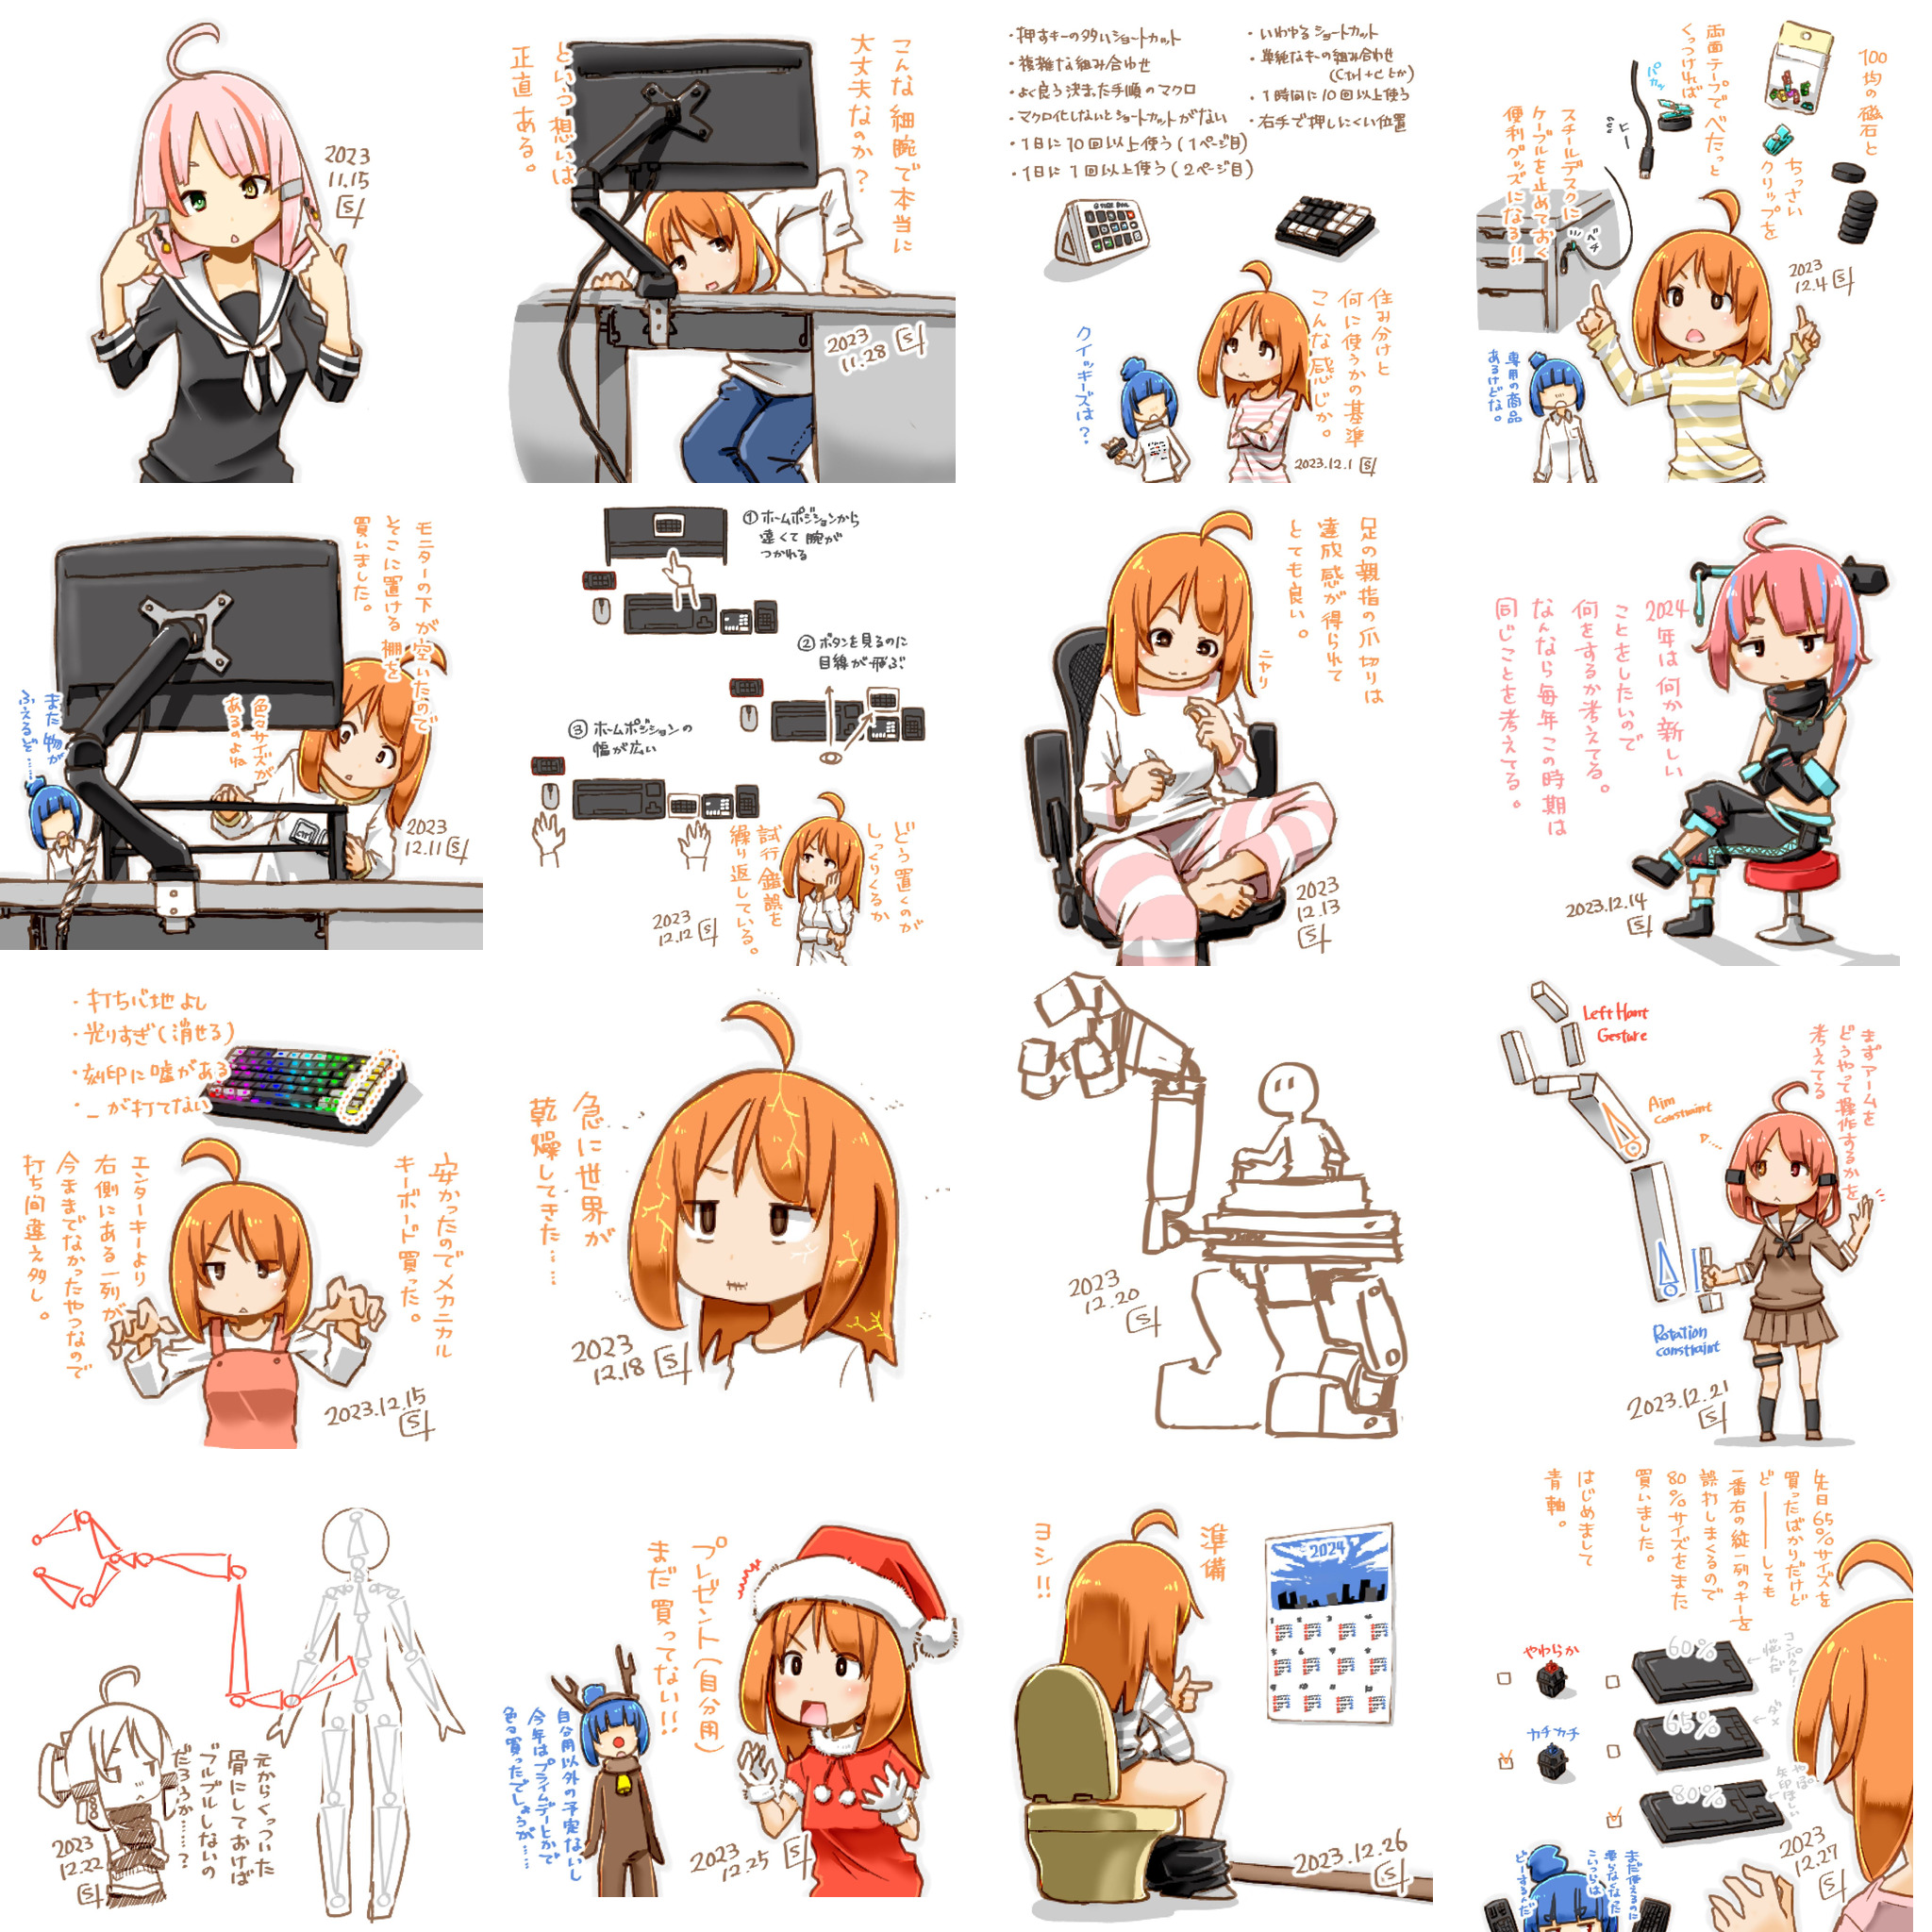 2023
11.15
こんな細腕で本当に
大丈夫なのか？
という想いは
正直ある。
2023
11.28
・押すキーの多いショートカット
・複雑な組み合わせ
・よく使う決まった手順のマクロ
・マクロ化しないとショートカットがない
・1日に10回以上使う(1ページ目)
・1日に1回以上使う(2ページ目)
・いわゆるショートカット
・単純なキーの組み合わせ
(Ctrl+Cとか)
・1時間に10回以上使う
・右手で押しにくい位置
住み分けと
何に使うかの基準
こんな感じか。
クイッキーズは？
2023.12.1
100均の磁石と
ちっさい
クリップを
両面テープでべたっと
くっつければ
パカッ
スチールデスクに
ケーブルを止めておく
便利グッズになる!!
ペチ
専用の商品
あるけどな。
2023
12.4
モニターの下が空いたので
そこに置ける棚を
買いました。
色々サイズが
あるのよね
また物が
ふえるぞ……
Ctrl
2023
12.11
①ホームポジションから
遠くて腕が
つかれる
②ボタンを見るのに
目線が飛ぶ
③ホームポジションの
幅が広い
どう置くのが
しっくりくるか
試行錯誤を
繰り返している。
2023
12.12
足の親指の爪切りは
達成感が得られて
とても良い。
ニヤリ
2023
12.13
2024年は何か新しい
ことをしたいので
何をするか考えてる。
なんなら毎年この時期は
同じことを考えてる。
2023.12.14
・打ち心地よし
・光りすぎ(消せる)
・刻印に嘘がある
・_が打てない
安かったのでメカニカル
キーボード買った。
エンターキーより
右側にある一列が
今までなかったやつなので
打ち間違え多し。
2023.12.15
急に世界が
乾燥してきた……
2023
12.18
2023
12.20
Left Hand
Gesture
まずアームを
どうやって操作するかを
考えてる
Aim
constraint
Rotation
constraint
2023.12.21
元からくっついた
骨にしておけば
ブルブルしないの
だろうか……？
2023
12.22
プレゼント(自分用)
まだ買ってない!!
自分用以外の予定ないし
今年はプライムデーとかで
色々買ったでしょうが……
2023
12.25
準備
ヨシ!!
2024
2023.12.26
先日65%サイズを
買ったばかりだけど
どーーーしても
一番右の縦一列のキーを
誤打しまくるので
80%サイズをまた
買いました。
はじめまして
青軸。
やわらか
カチカチ
60%
65%
80%
まだ使えるのに
要らなくなった
こいつらは
どーするんだ
2023
12.27